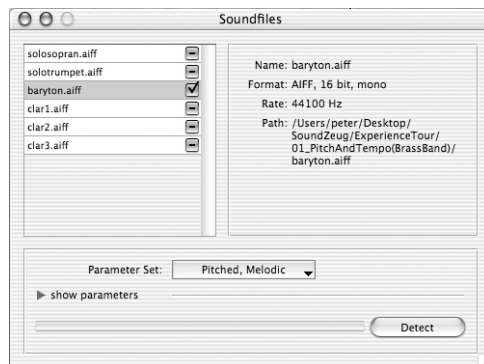 Soundfiles
solosopran.aiff
solotrumpet.aiff
baryton.aiff
clar1.aiff
clar2.aiff
clar3.aiff
Name: baryton.aiff
Format: AIFF, 16 bit, mono
Rate: 44100 Hz
Path: /Users/peter/Desktop/
SoundZeug/ExperienceTour/
01_PitchAndTempo(BrassBand)/
baryton.aiff
Parameter Set: Pitched, Melodic
show parameters
Detect